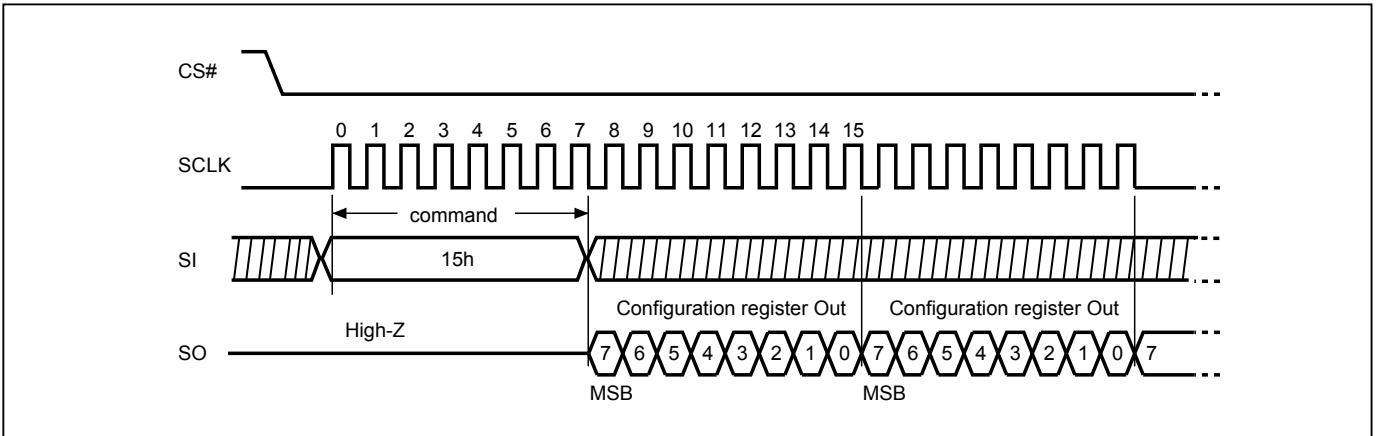 CS#
0 1 2 3 4 5 6 7 8 9 10 11 12 13 14 15
SCLK
command
SI
15h
Configuration register Out Configuration register Out
High-Z
SO
7 6 5 4 3 2 1 0 7 6 5 4 3 2 1 0 7
MSB MSB